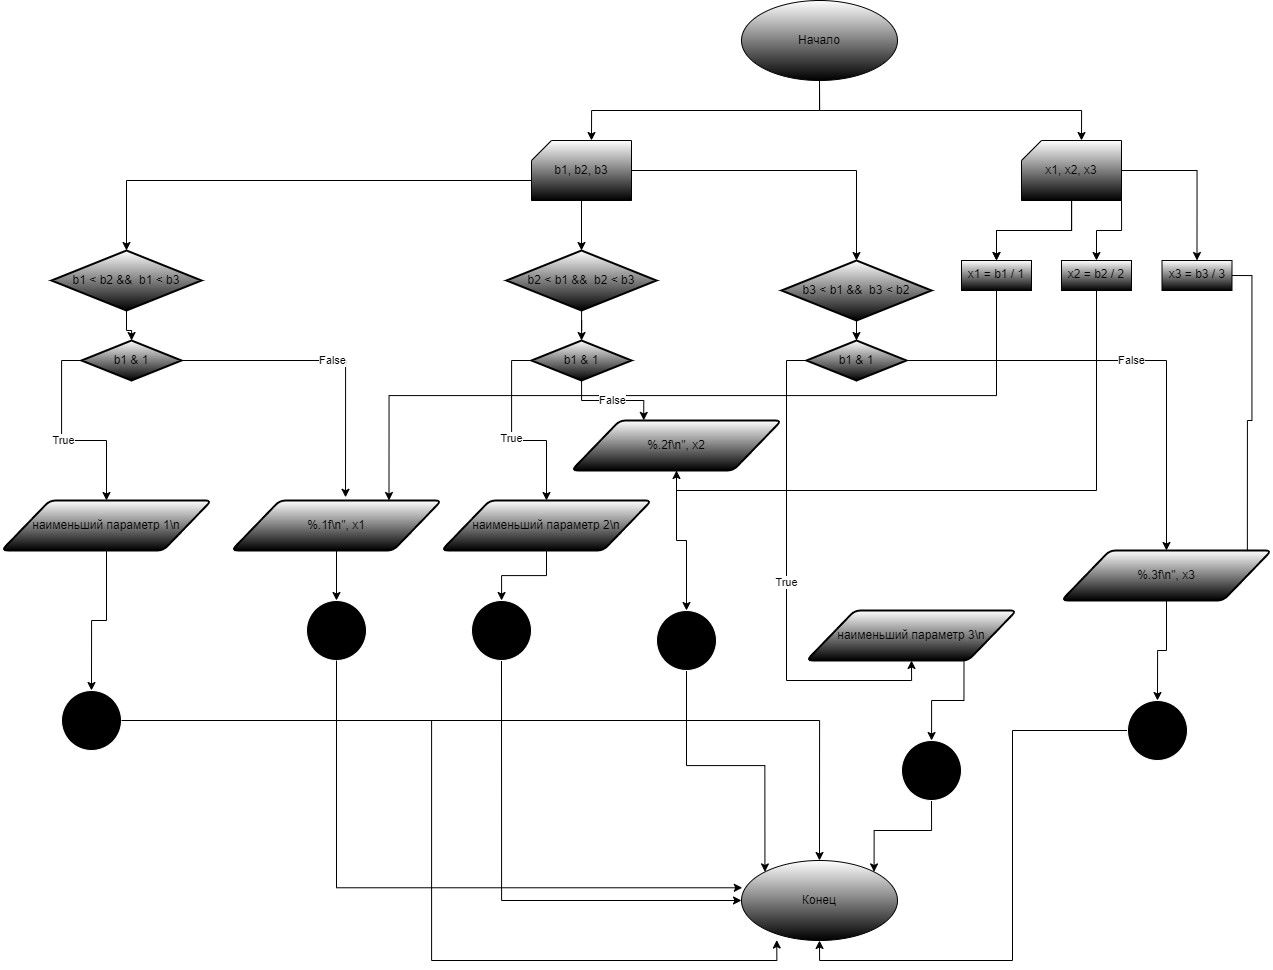 Начало
b1, b2, b3
x1, x2, x3
b1 < b2 && b1 < b3
b2 < b1 && b2 < b3
b3 < b1 && b3 < b2
x1 = b1 / 1
x2 = b2 / 2
x3 = b3 / 3
b1 & 1
False
b1 & 1
b1 & 1
False
False
True
True
%.2f\n", x2
наименьший параметр 1\n
%.1f\n", x1
наименьший параметр 2\n
%.3f\n", x3
True
наименьший параметр 3\n
Конец